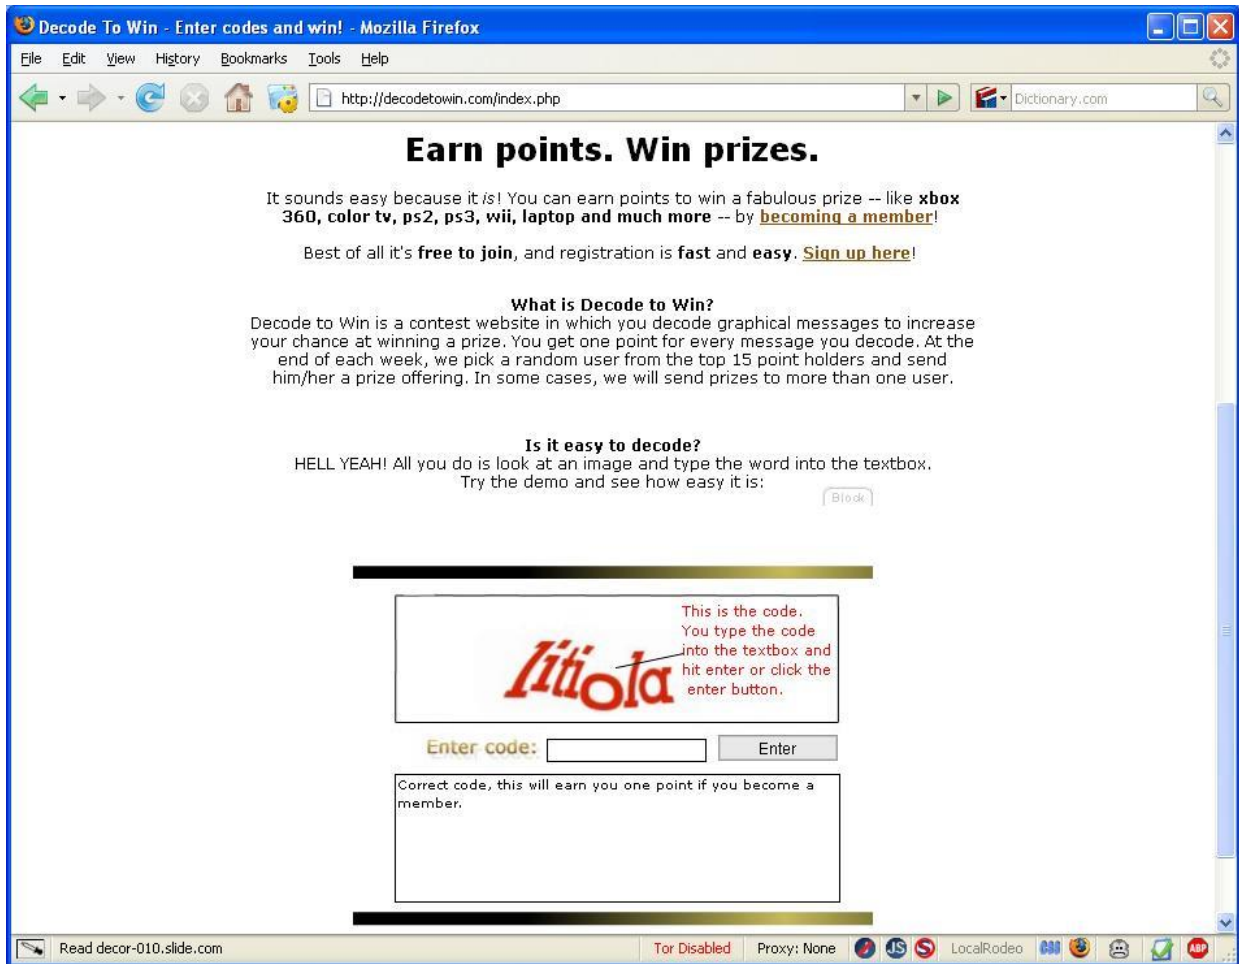 Decode To Win - Enter codes and win! - Mozilla Firefox
File Edit View History Bookmarks Tools Help
http://decodetowin.com/index.php Dictionary.com
Earn points. Win prizes.
It sounds easy because it is! You can earn points to win a fabulous prize -- like xbox
360, color tv, ps2, ps3, wii, laptop and much more -- by becoming a member!
Best of all it's free to join, and registration is fast and easy. Sign up here!
What is Decode to Win?
Decode to Win is a contest website in which you decode graphical messages to increase
your chance at winning a prize. You get one point for every message you decode. At the
end of each week, we pick a random user from the top 15 point holders and send
him/her a prize offering. In some cases, we will send prizes to more than one user.
Is it easy to decode?
HELL YEAH! All you do is look at an image and type the word into the textbox.
Try the demo and see how easy it is:
Block
This is the code.
You type the code
into the textbox and
hit enter or click the
enter button.
litiola
Enter code: Enter
Correct code, this will earn you one point if you become a
member.
Read decor-010.slide.com Tor Disabled Proxy: None JS S LocalRodeo CSS ABP